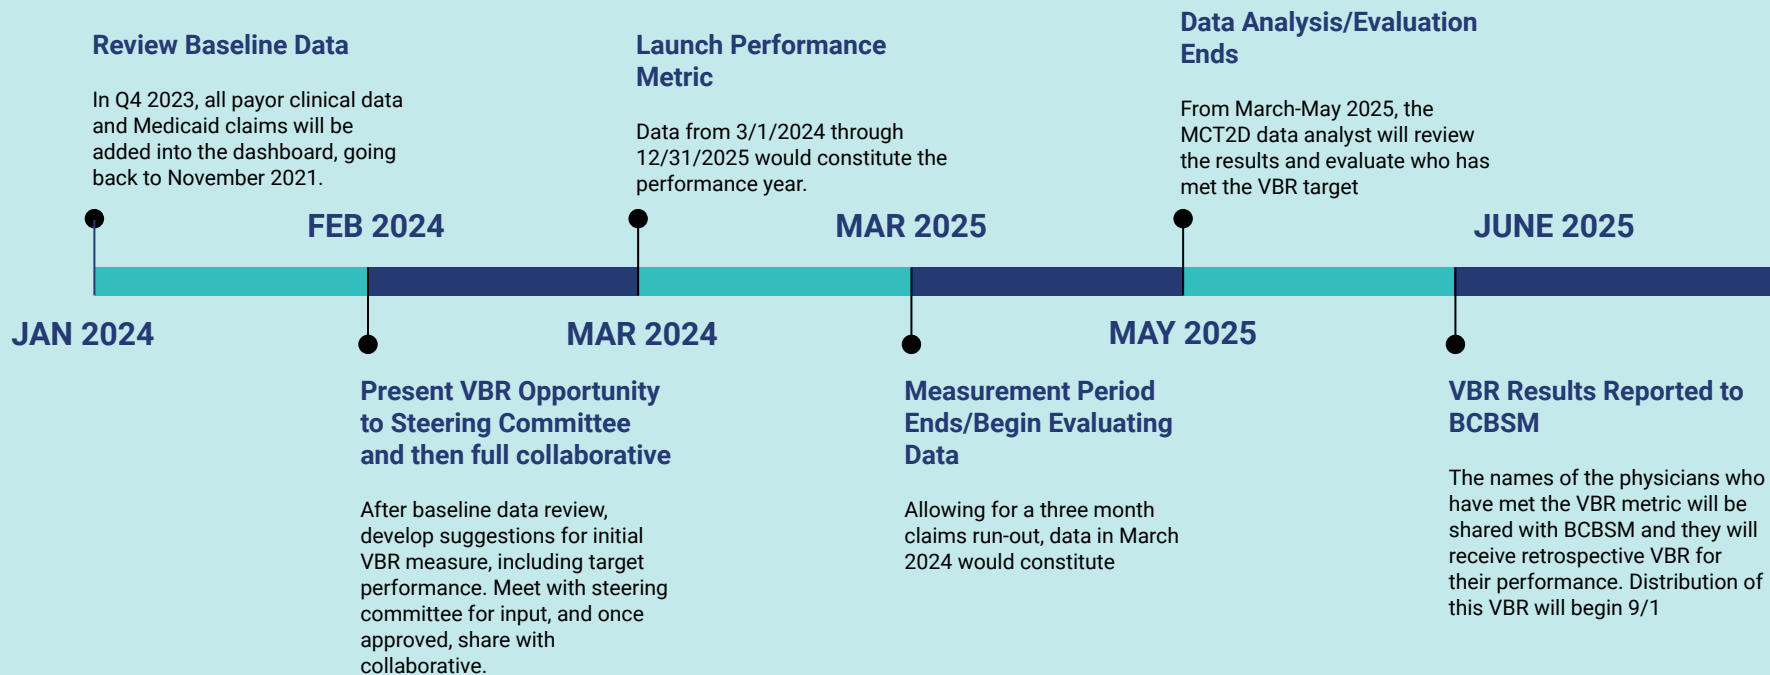 JAN 2024
Review Baseline Data
In Q4 2023, all payor clinical data
and Medicaid claims will be
added into the dashboard, going
back to November 2021.
FEB 2024
Present VBR Opportunity
to Steering Committee
and then full collaborative
After baseline data review,
develop suggestions for initial
VBR measure, including target
performance. Meet with steering
committee for input, and once
approved, share with
collaborative.
MAR 2024
Launch Performance
Metric
Data from 3/1/2024 through
12/31/2025 would constitute the
performance year.
MAR 2025
Measurement Period
Ends/Begin Evaluating
Data
Allowing for a three month
claims run-out, data in March
2024 would constitute
MAY 2025
Data Analysis/Evaluation
Ends
From March-May 2025, the
MCT2D data analyst will review
the results and evaluate who has
met the VBR target
JUNE 2025
VBR Results Reported to
BCBSM
The names of the physicians who
have met the VBR metric will be
shared with BCBSM and they will
receive retrospective VBR for
their performance. Distribution of
this VBR will begin 9/1